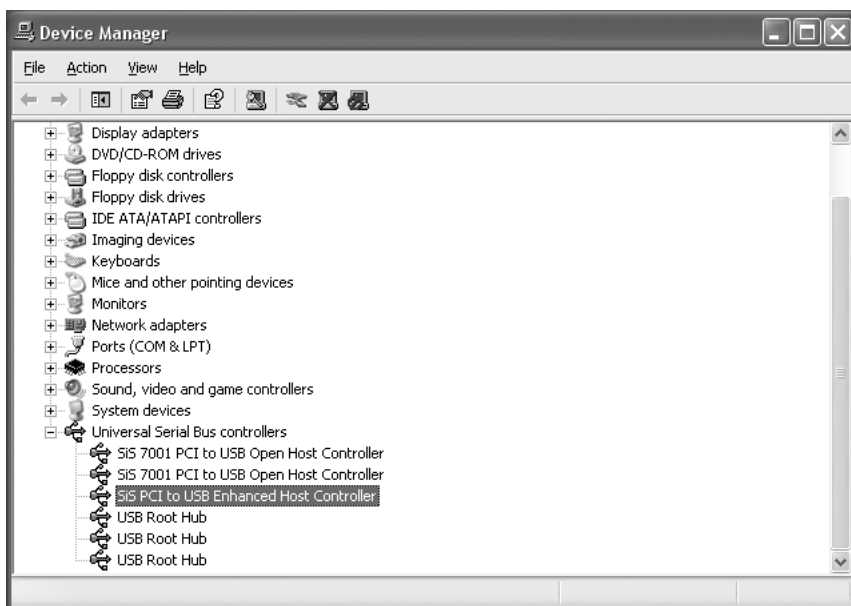 Device Manager
File Action View Help
Display adapters
DVD/CD-ROM drives
Floppy disk controllers
Floppy disk drives
IDE ATA/ATAPI controllers
Imaging devices
Keyboards
Mice and other pointing devices
Monitors
Network adapters
Ports (COM & LPT)
Processors
Sound, video and game controllers
System devices
Universal Serial Bus controllers
SiS 7001 PCI to USB Open Host Controller
SiS 7001 PCI to USB Open Host Controller
SiS PCI to USB Enhanced Host Controller
USB Root Hub
USB Root Hub
USB Root Hub